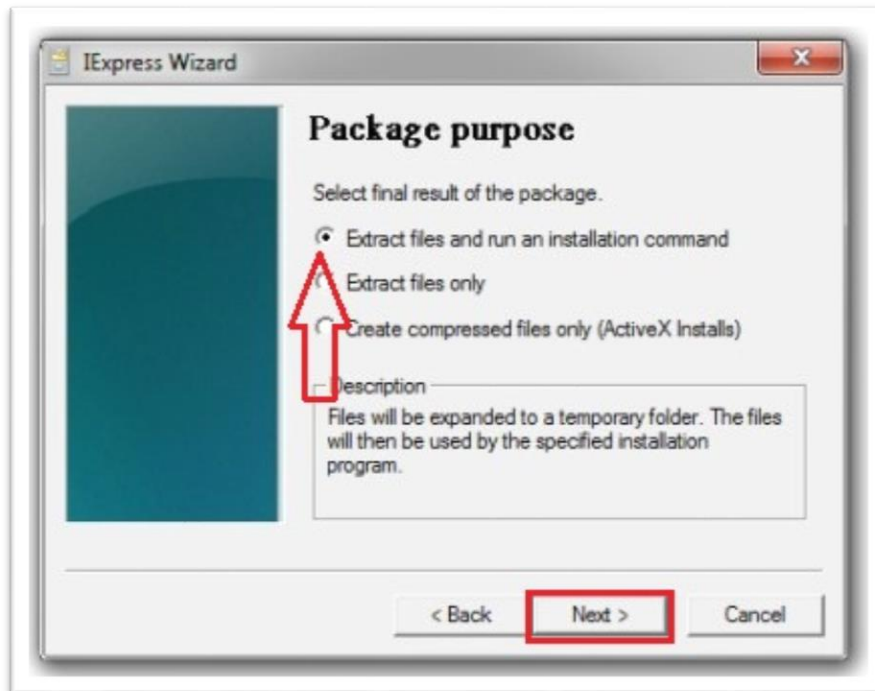 IExpress Wizard
Package purpose
Select final result of the package.
Extract files and run an installation command
Extract files only
Create compressed files only (ActiveX Installs)
Description
Files will be expanded to a temporary folder. The files
will then be used by the specified installation
program.
< Back
Next >
Cancel